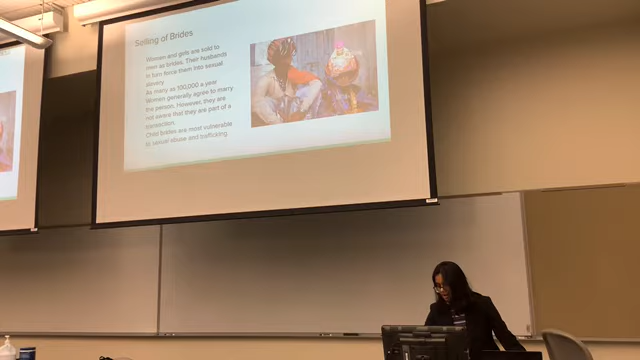 Selling of Brides
Women and girls are sold to
men as brides. Their husbands
in turn force them into sexual
slavery.
As many as 100,000 a year
Women generally agree to marry
the person. However, they are
not aware that they are part of a
transaction.
Child brides are most vulnerable
to sexual abuse and trafficking.